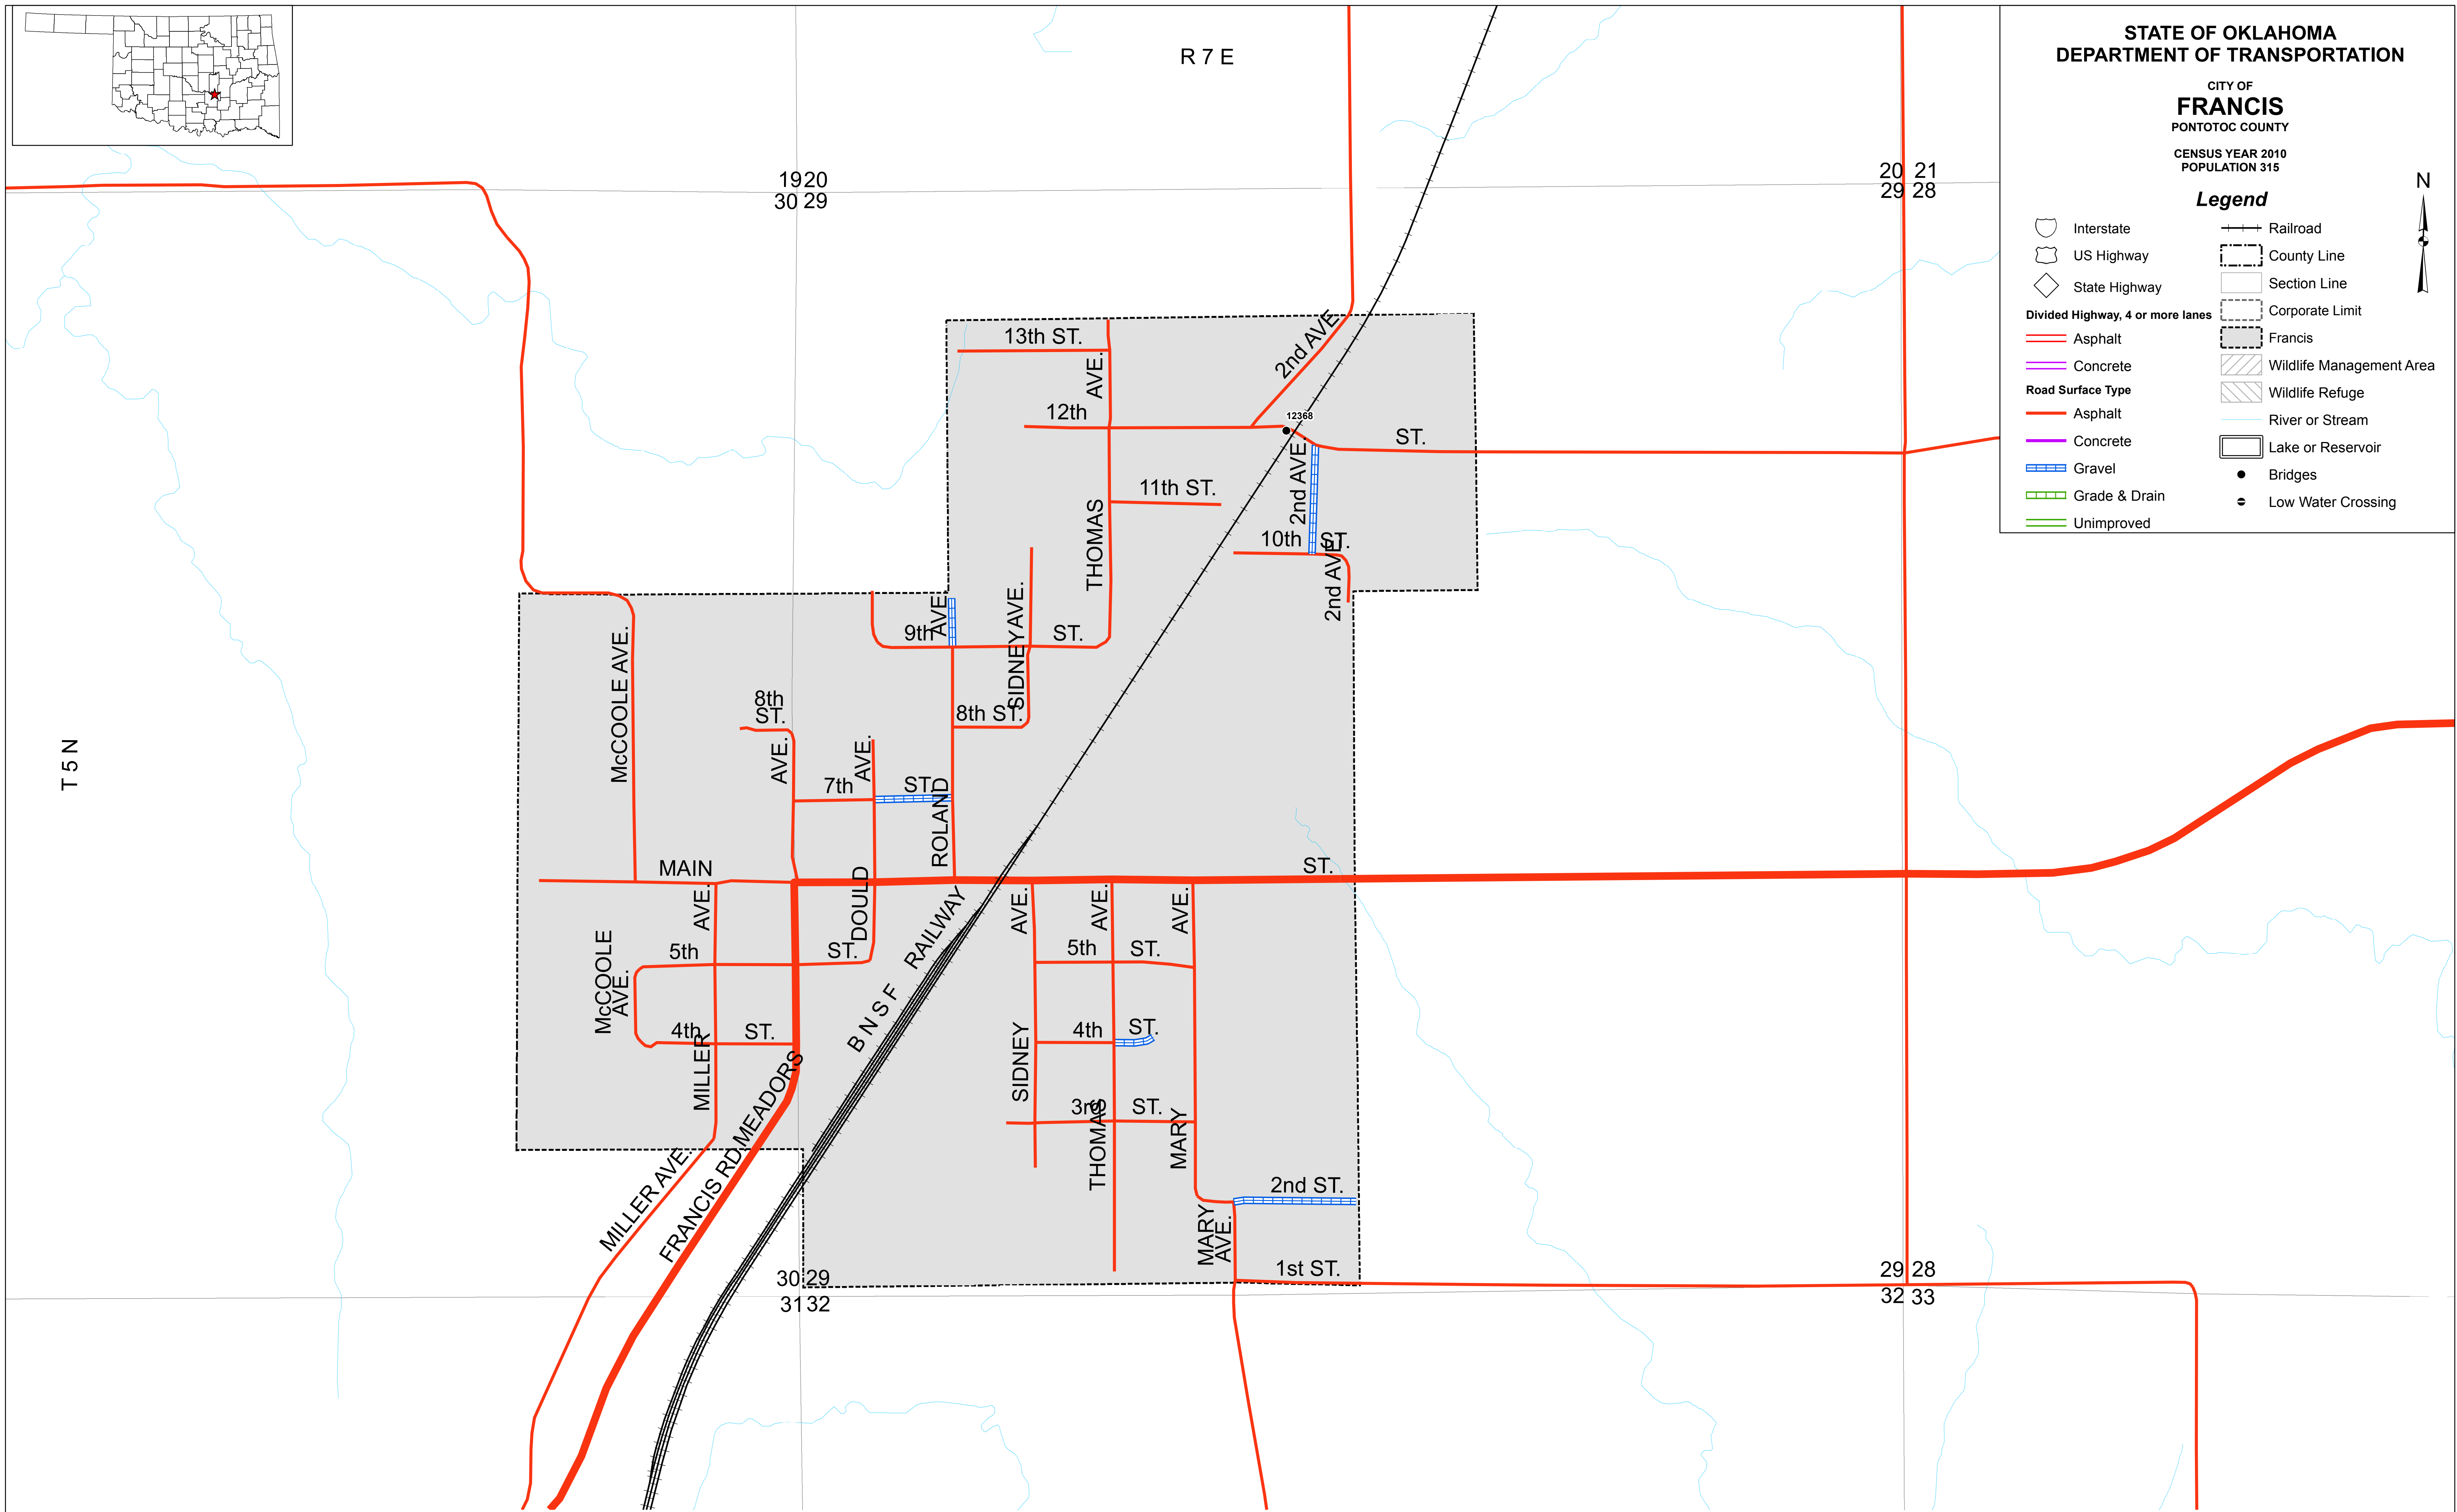 STATE OF OKLAHOMA
DEPARTMENT OF TRANSPORTATION
CITY OF
FRANCIS
PONTOTOC COUNTY
CENSUS YEAR 2010
POPULATION 315
N
Legend
Interstate
US Highway
State Highway
Divided Highway, 4 or more lanes
Asphalt
Concrete
Road Surface Type
Asphalt
Concrete
Gravel
Grade & Drain
Unimproved
Railroad
County Line
Section Line
Corporate Limit
Francis
Wildlife Management Area
Wildlife Refuge
River or Stream
Lake or Reservoir
Bridges
Low Water Crossing
R 7 E
T 5 N
19 20
30 29
20 21
29 28
13th ST.
AVE.
2nd AVE.
12th
12368
ST.
2nd AVE.
11th ST.
THOMAS
10th ST.
2nd AVE.
AVE.
9th
ST.
SIDNEY AVE.
McCOOLE AVE.
8th
ST.
8th ST.
AVE.
AVE.
7th
ST.
ROLAND
MAIN
ST.
AVE.
DOULD
B N S F RAILWAY
AVE.
AVE.
AVE.
5th
ST.
5th ST.
McCOOLE
AVE.
4th
ST.
4th
ST.
MILLER
SIDNEY
3rd
ST.
THOMAS
MARY
MILLER AVE.
FRANCIS RD.
MEADORS
2nd ST.
MARY
AVE.
1st ST.
30 29
31 32
29 28
32 33